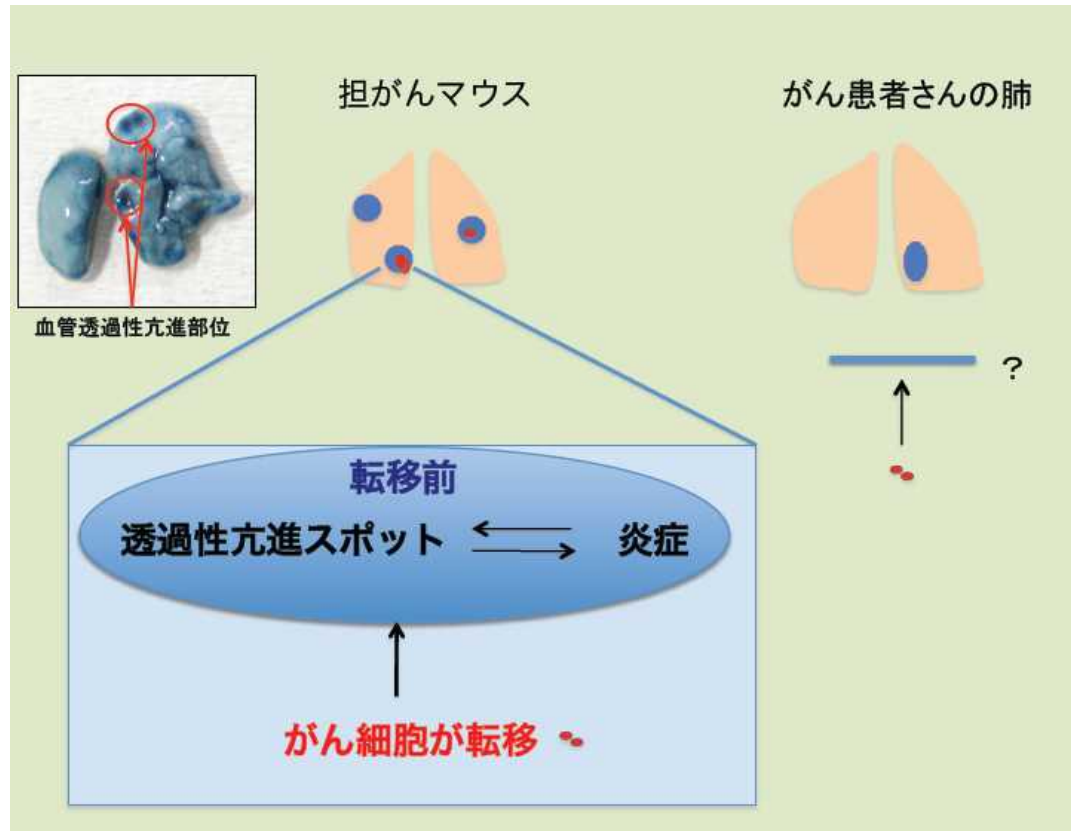 担がんマウス
がん患者さんの肺
血管透過性亢進部位
?
転移前
透過性亢進スポット
炎症
がん細胞が転移